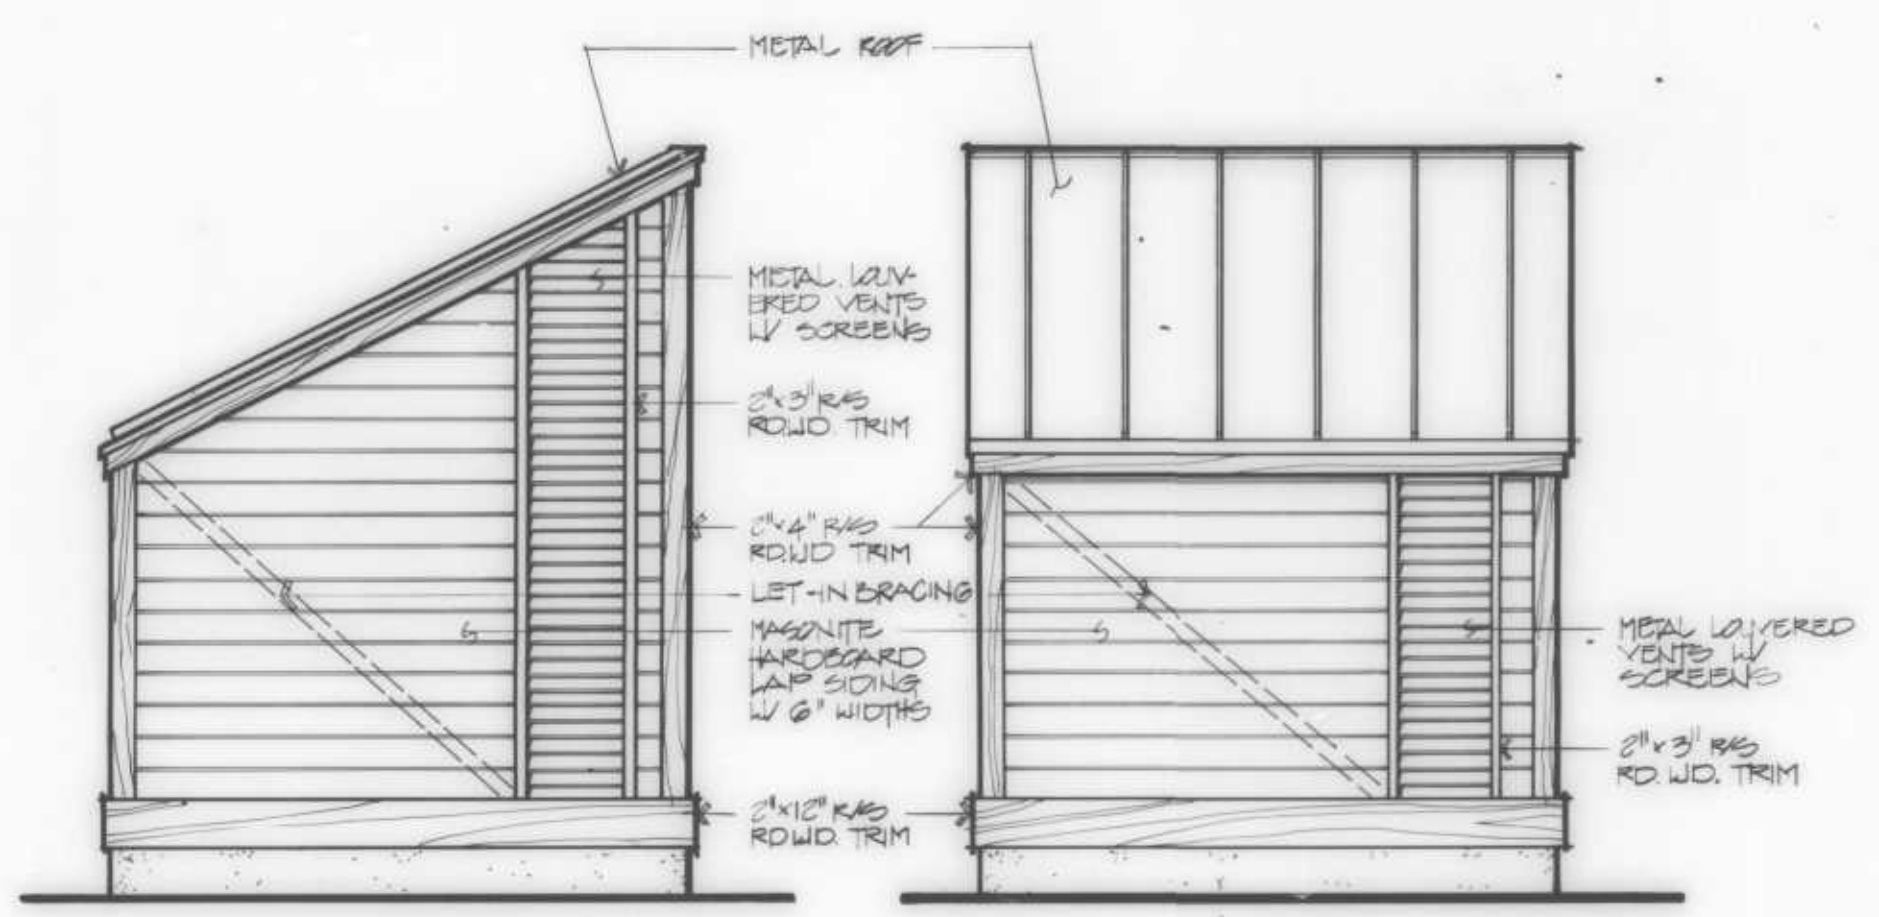 METAL ROOF
METAL LOUV-
ERED VENTS
W/ SCREENS
2"x3" R/S
RD.WD. TRIM
2"x4" R/S
RD.WD TRIM
LET-IN BRACING
MASONITE
HARDBOARD
LAP SIDING
W/ 6" WIDTHS
2"x12" R/S
RD.WD. TRIM
METAL LOUVERED
VENTS W/
SCREENS
2"x3" R/S
RD. WD. TRIM